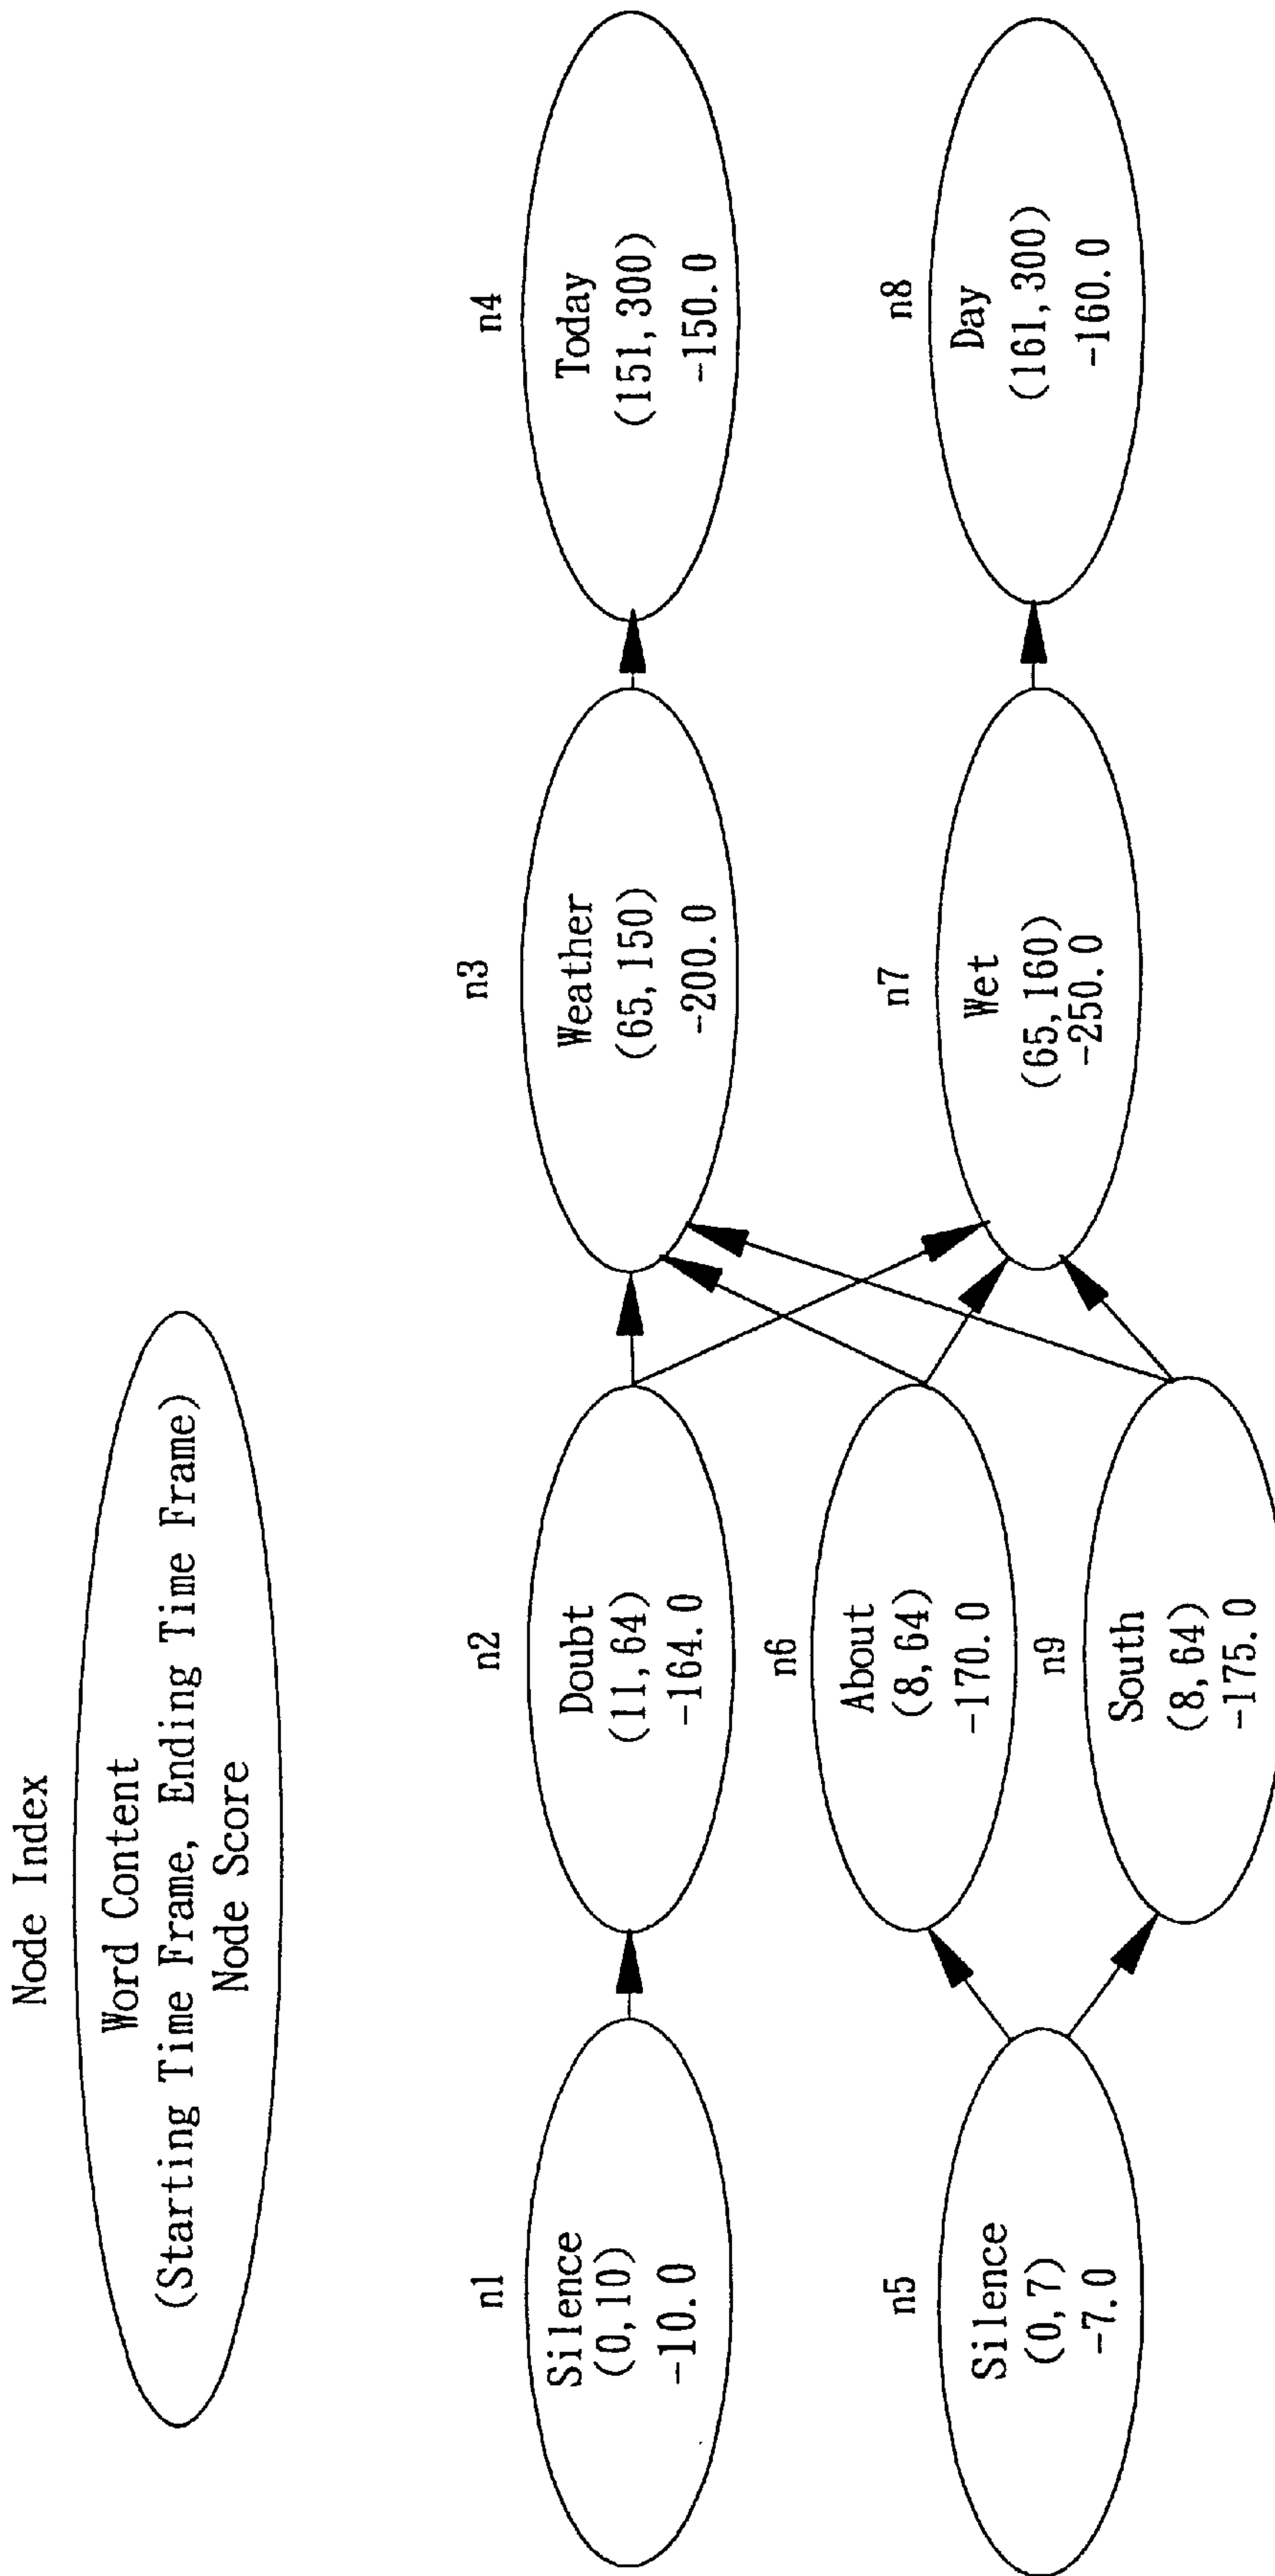 Node Index
Word Content
(Starting Time Frame, Ending Time Frame)
Node Score
n1
Silence
(0,10)
-10.0
n2
Doubt
(11,64)
-164.0
n3
Weather
(65,150)
-200.0
n4
Today
(151,300)
-150.0
n5
Silence
(0,7)
-7.0
n6
About
(8,64)
-170.0
n9
South
(8,64)
-175.0
n7
Wet
(65,160)
-250.0
n8
Day
(161,300)
-160.0